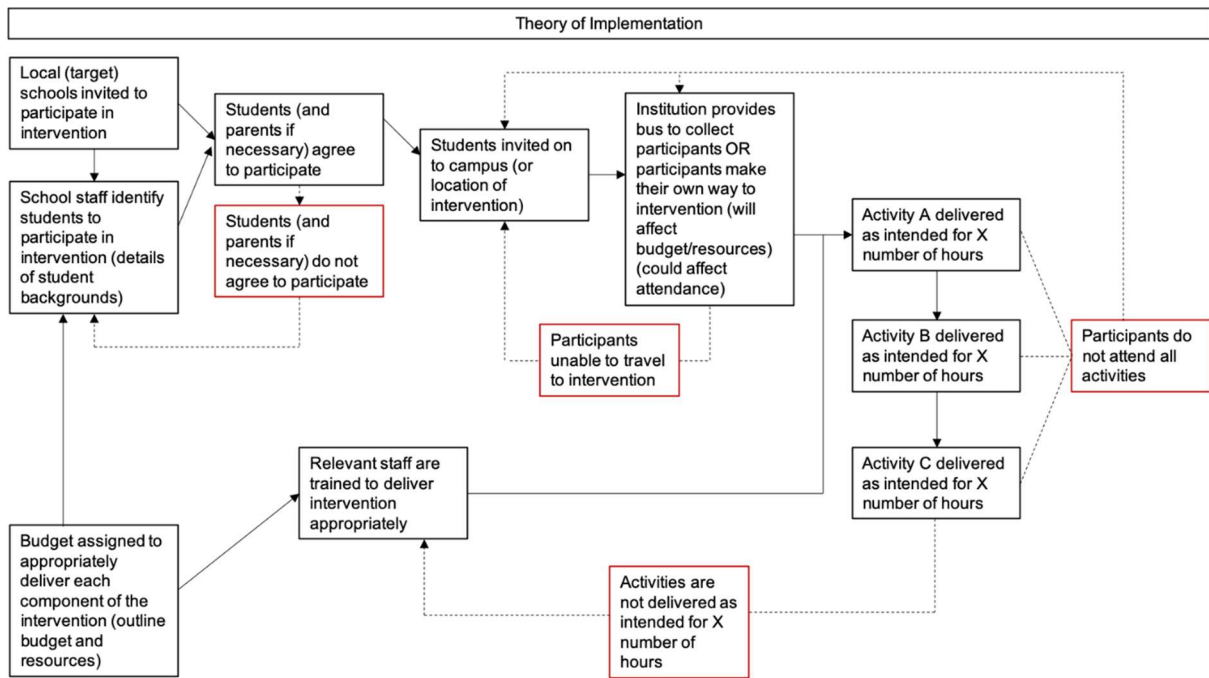 Theory of Implementation
Local (target)
schools invited to
participate in
intervention
School staff identify
students to
participate in
intervention (details
of student
backgrounds)
Students (and
parents if
necessary) agree
to participate
Students (and
parents if
necessary) do not
agree to participate
Students invited on
to campus (or
location of
intervention)
Institution provides
bus to collect
participants OR
participants make
their own way to
intervention (will
affect
budget/resources)
(could affect
attendance)
Participants
unable to travel
to intervention
Activity A delivered
as intended for X
number of hours
Activity B delivered
as intended for X
number of hours
Activity C delivered
as intended for X
number of hours
Participants do
not attend all
activities
Relevant staff are
trained to deliver
intervention
appropriately
Budget assigned to
appropriately
deliver each
component of the
intervention (outline
budget and
resources)
Activities are
not delivered as
intended for X
number of
hours